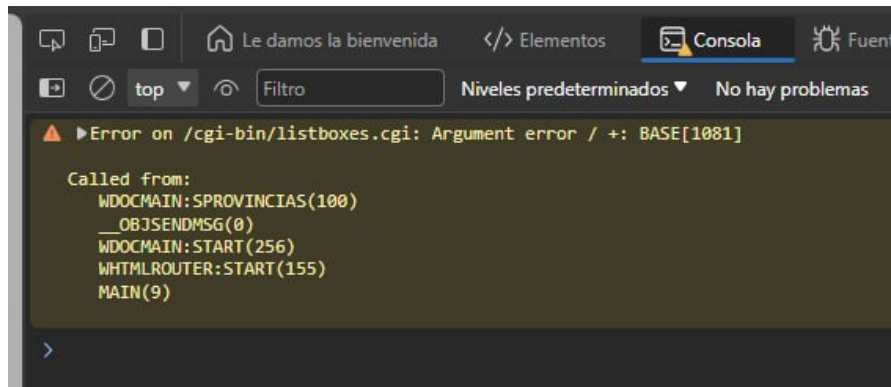 Le damos la bienvenida </> Elementos Consola Fuent
top ▼ Filtro Niveles predeterminados ▼ No hay problemas
▶Error on /cgi-bin/listboxes.cgi: Argument error / +: BASE[1081]
Called from:
WDOCMAIN:SPROVINCIAS(100)
__OBJSENDMSG(0)
WDOCMAIN:START(256)
WHTMLROUTER:START(155)
MAIN(9)
>